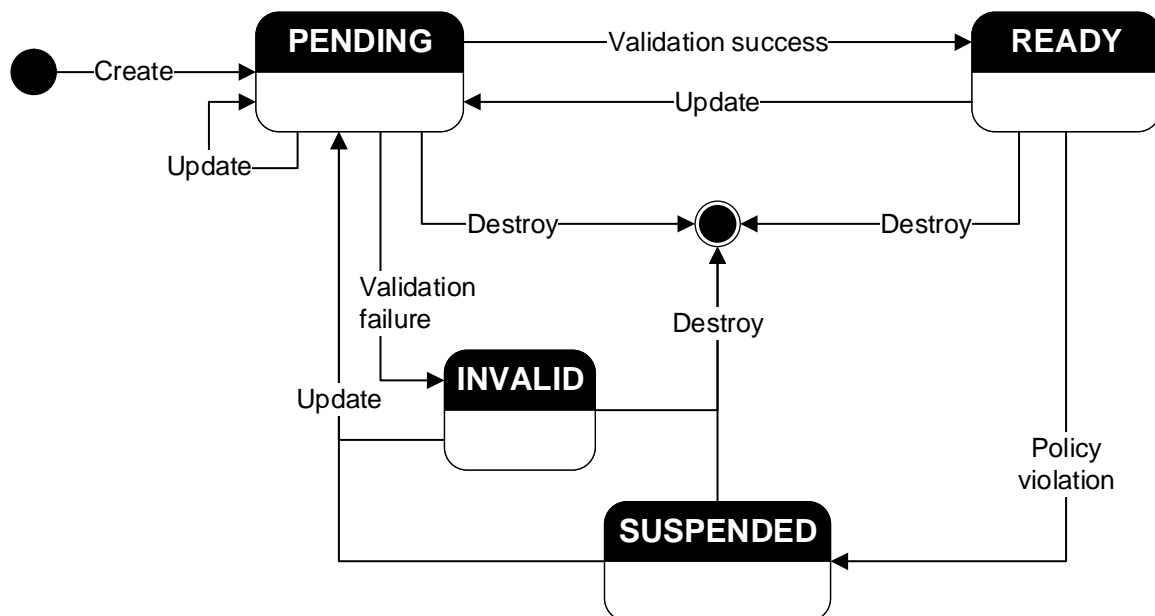 PENDING
Validation success
READY
Create
Update
Update
Destroy
Destroy
Validation
failure
Destroy
INVALID
Update
Policy
violation
SUSPENDED